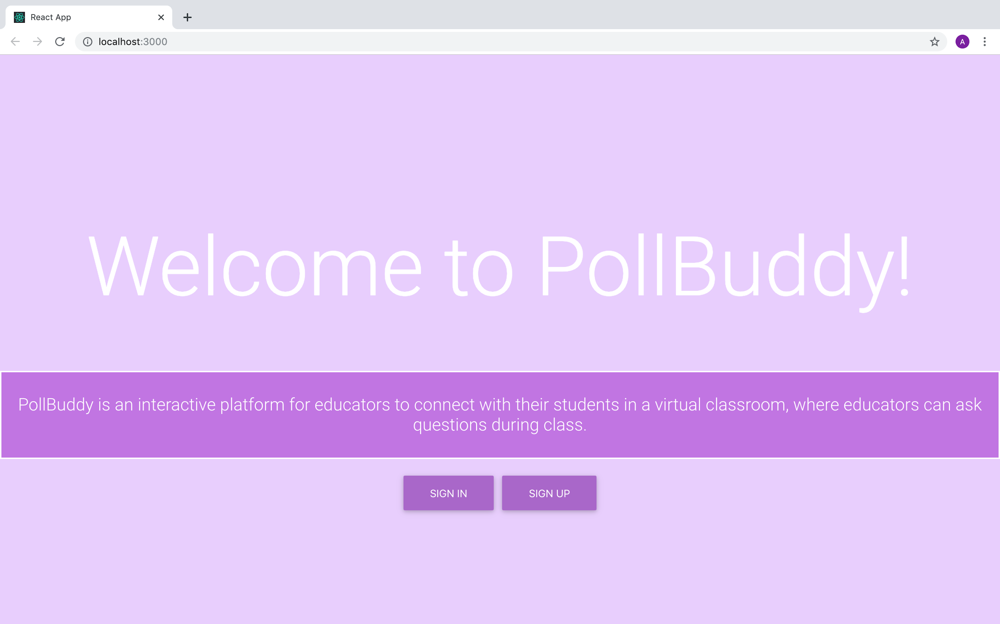 React App
localhost:3000
A
Welcome to PollBuddy!
PollBuddy is an interactive platform for educators to connect with their students in a virtual classroom, where educators can ask
questions during class.
SIGN IN
SIGN UP